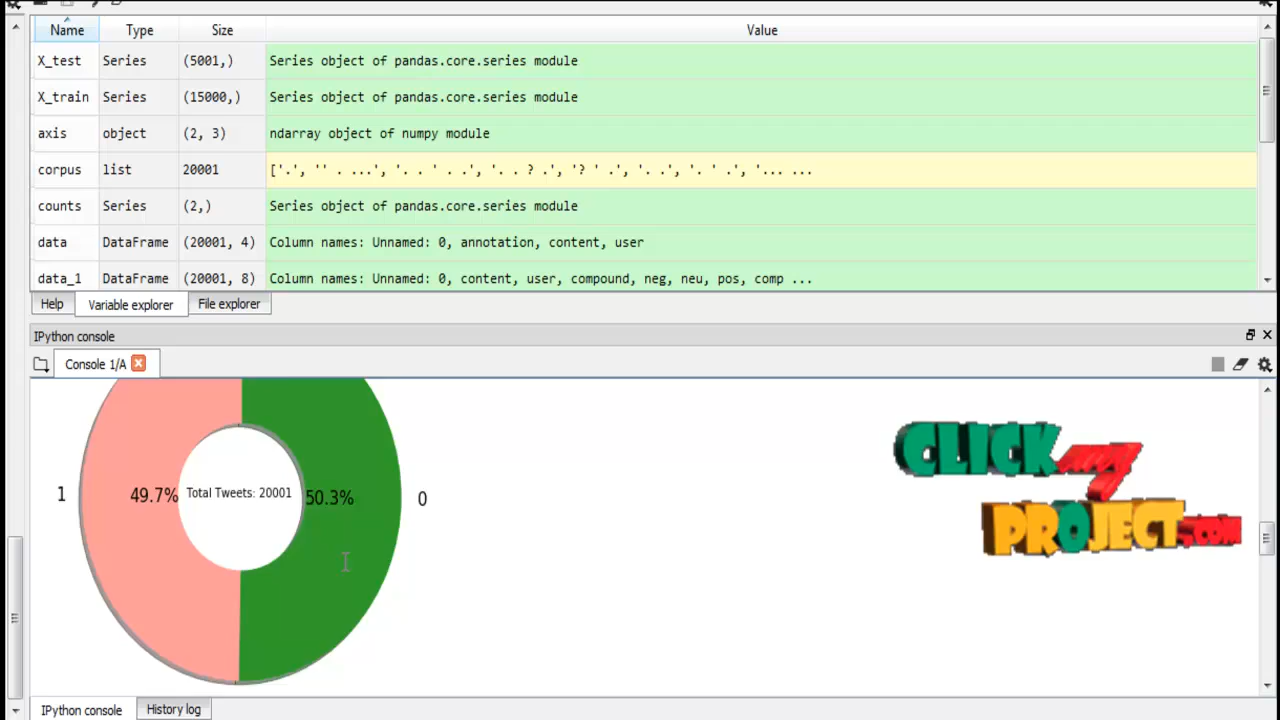 Name Type Size Value
X_test Series (5001,) Series object of pandas.core.series module
X_train Series (15000,) Series object of pandas.core.series module
axis object (2, 3) ndarray object of numpy module
corpus list 20001 ['.', '' . ...', '. . ' . .', '. . ? .', '? ' .', '. .', '. ' .', '... ...
counts Series (2,) Series object of pandas.core.series module
data DataFrame (20001, 4) Column names: Unnamed: 0, annotation, content, user
data_1 DataFrame (20001, 8) Column names: Unnamed: 0, content, user, compound, neg, neu, pos, comp ...
Help Variable explorer File explorer
IPython console
Console 1/A
1 49.7% Total Tweets: 20001 50.3% 0
CLICK my
PROJECT.COM
IPython console History log